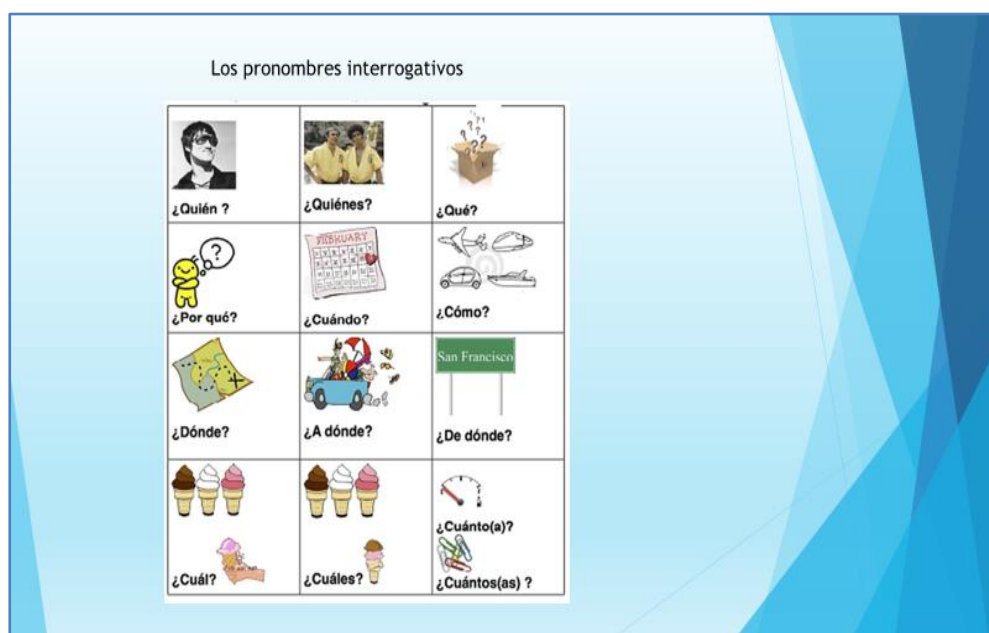 Los pronombres interrogativos
¿Quién ?
¿Quiénes?
¿Qué?
FEBRUARY
¿Por qué?
¿Cuándo?
¿Cómo?
San Francisco
¿Dónde?
¿A dónde?
¿De dónde?
¿Cuánto(a)?
¿Cuál?
¿Cuáles?
¿Cuántos(as) ?